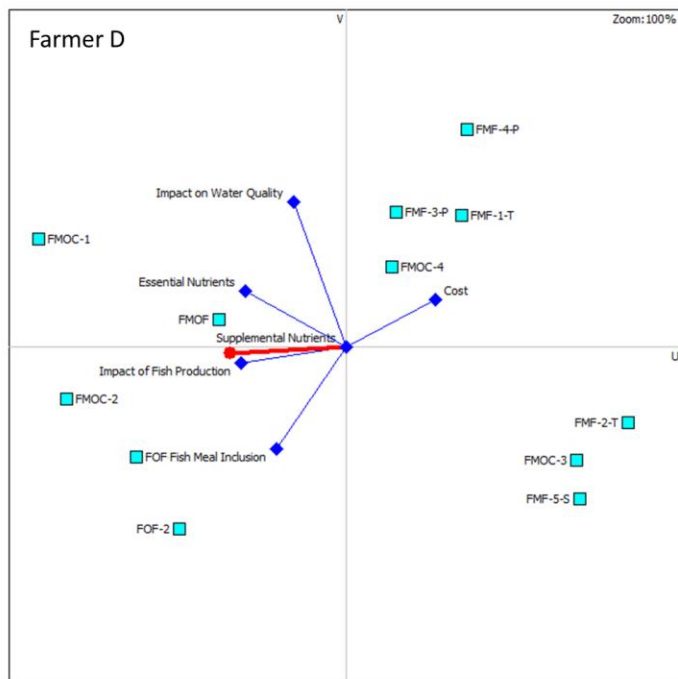 V
Zoom:100%
Farmer D
FMF-4-P
Impact on Water Quality
FMF-3-P
FMF-1-T
FMOC-1
FMOC-4
Essential Nutrients
Cost
FMOF
Supplemental Nutrients
U
Impact of Fish Production
FMOC-2
FMF-2-T
FOF Fish Meal Inclusion
FMOC-3
FMF-5-S
FOF-2